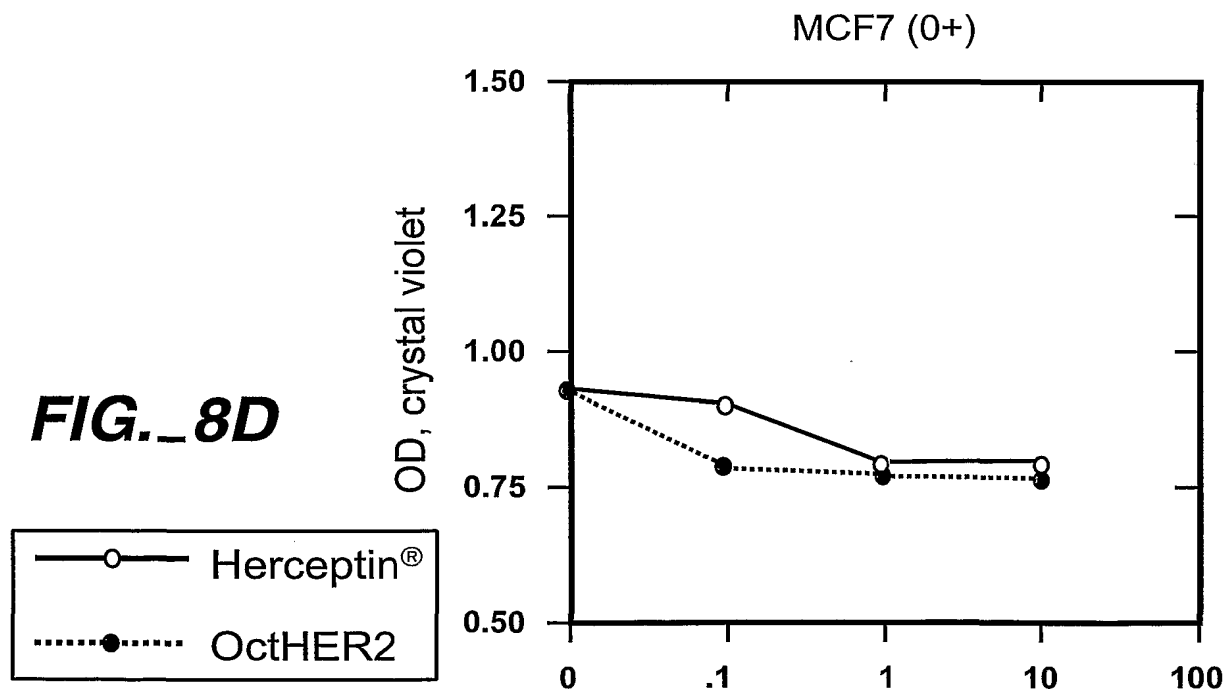 MCF7 (0+)
1.50
1.25
1.00
0.75
0.50
OD, crystal violet
0 .1 1 10 100
FIG._8D
Herceptin®
OctHER2